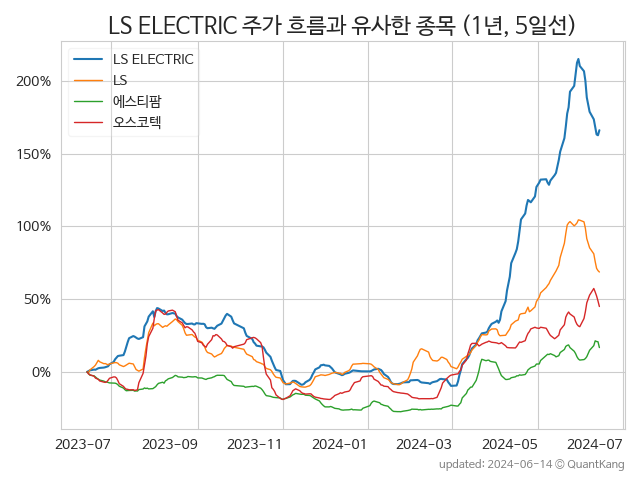 LS ELECTRIC 주가 흐름과 유사한 종목 (1년, 5일선)
LS ELECTRIC
LS
에스티팜
오스코텍
200%
150%
100%
50%
0%
2023-07 2023-09 2023-11 2024-01 2024-03 2024-05 2024-07
updated: 2024-06-14 © QuantKang